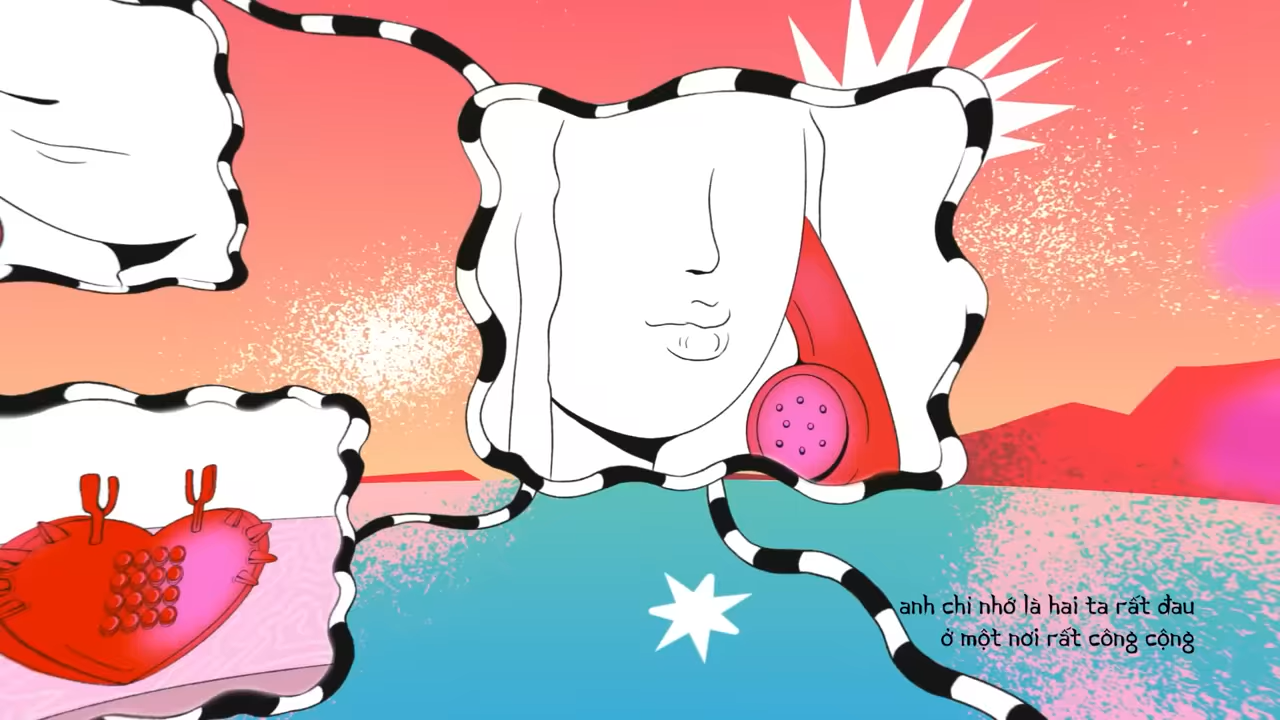 anh chỉ nhớ là hai ta rất đau
ở một nơi rất công cộng